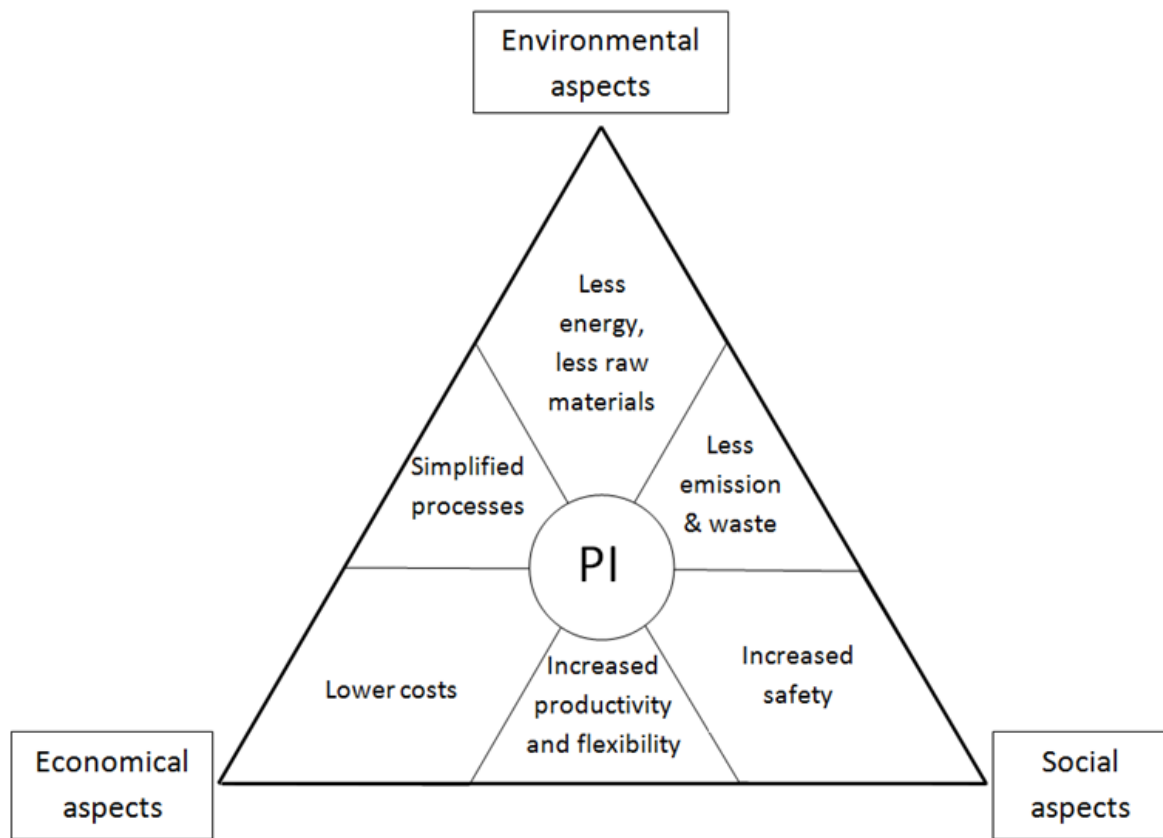 Environmental
aspects
Less
energy,
less raw
materials
Simplified
processes
Less
emission
& waste
PI
Lower costs
Increased
productivity
and flexibility
Increased
safety
Economical
aspects
Social
aspects